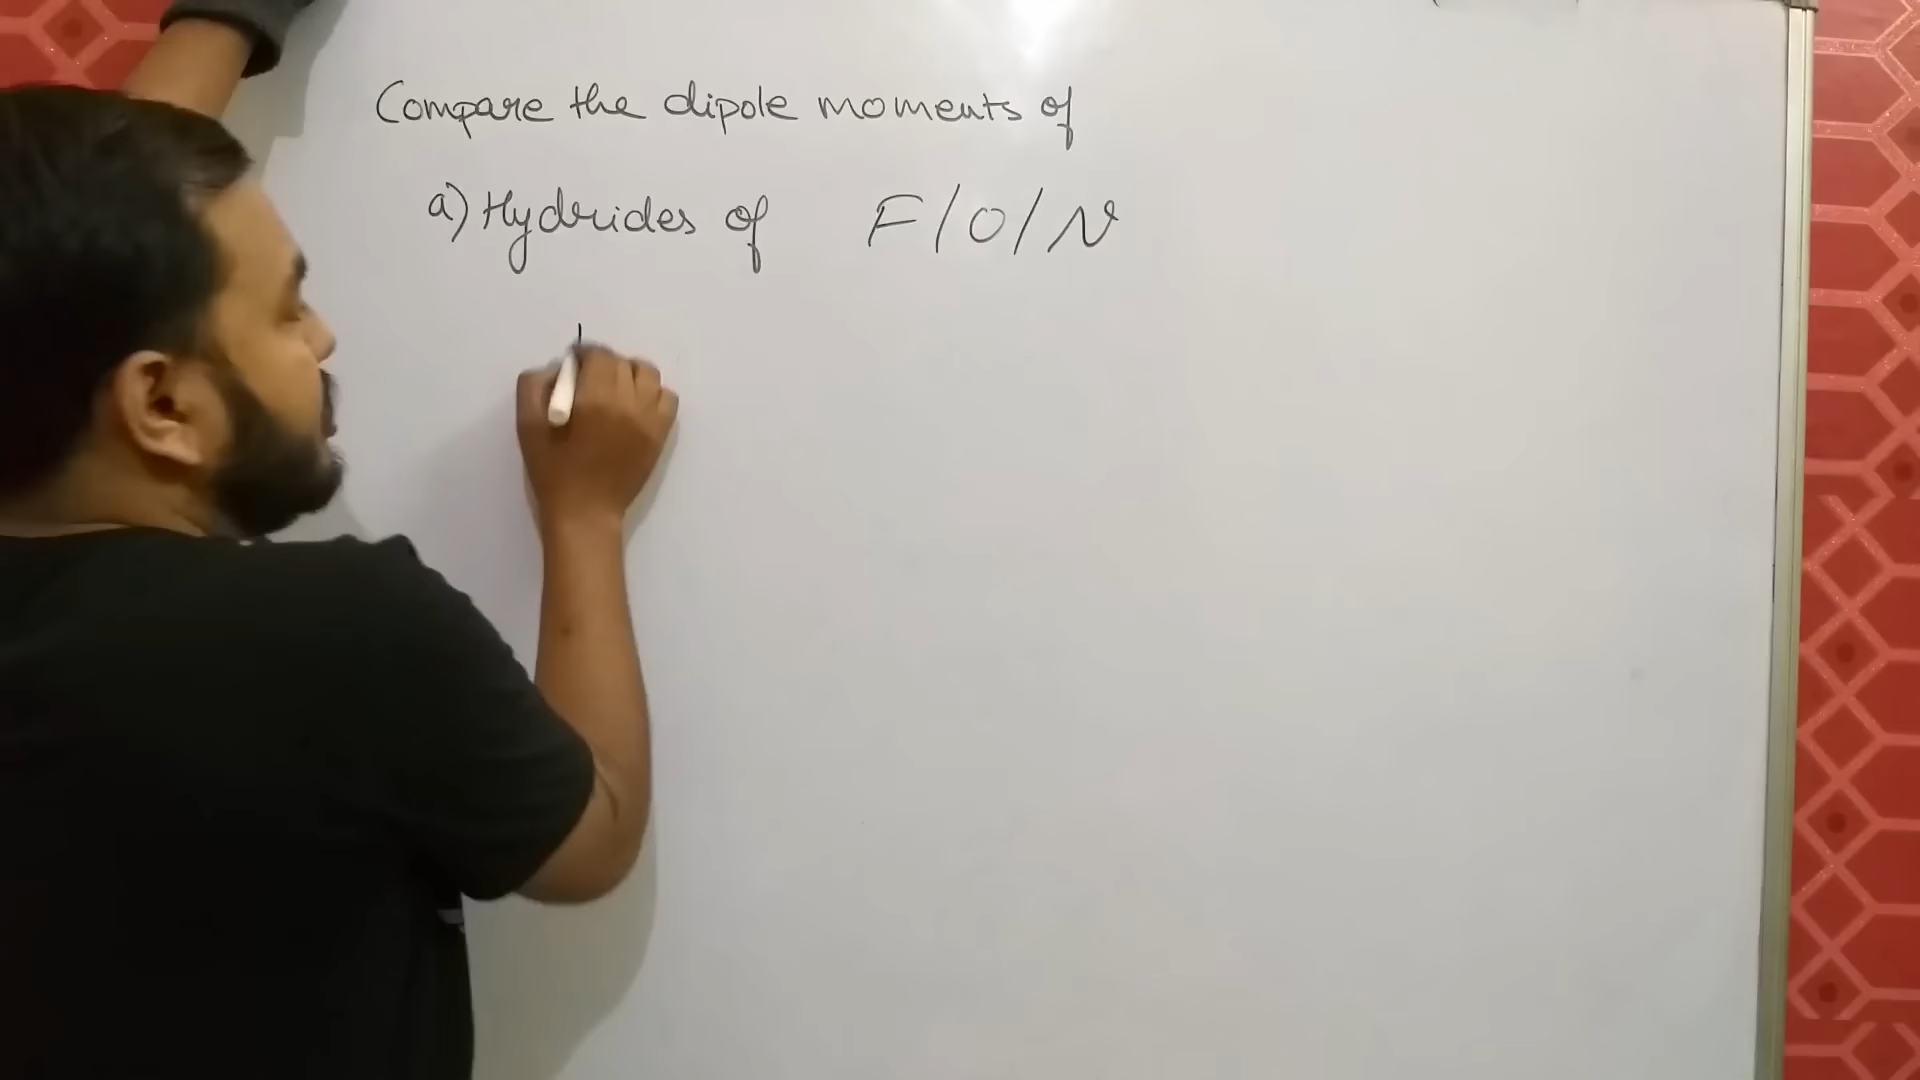 Compare the dipole moments of
a) Hydrides of F/O/N